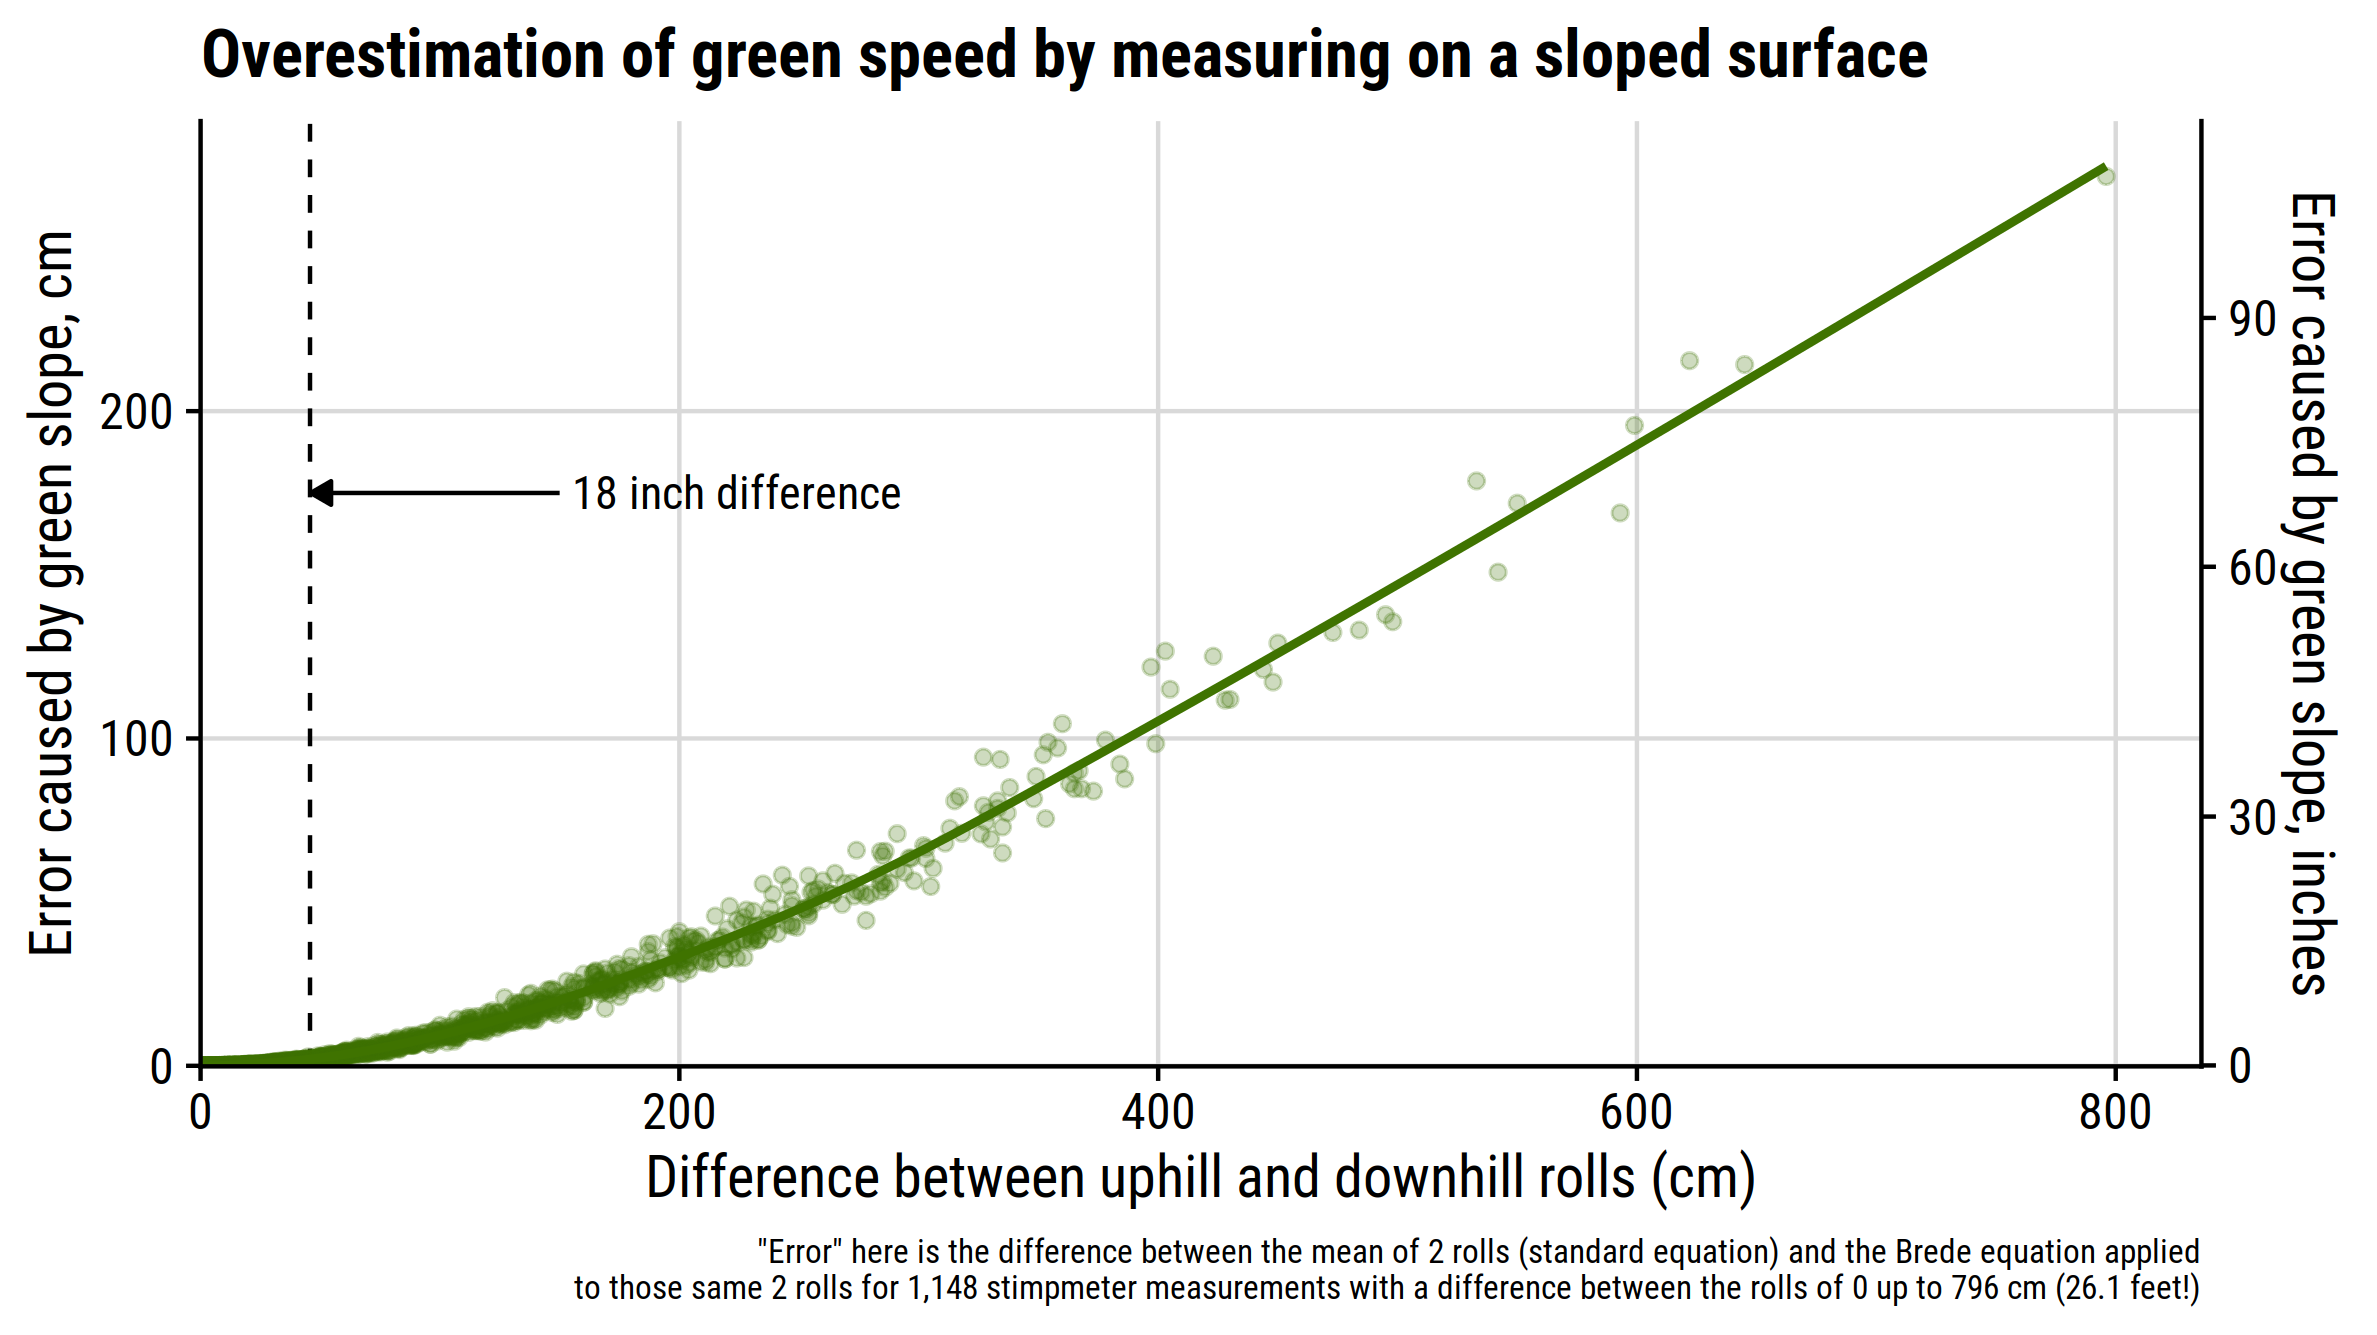 Overestimation of green speed by measuring on a sloped surface
Error caused by green slope, cm
200
100
0
18 inch difference
90
60
30
0
Error caused by green slope, inches
0 200 400 600 800
Difference between uphill and downhill rolls (cm)
"Error" here is the difference between the mean of 2 rolls (standard equation) and the Brede equation applied
to those same 2 rolls for 1,148 stimpmeter measurements with a difference between the rolls of 0 up to 796 cm (26.1 feet!)